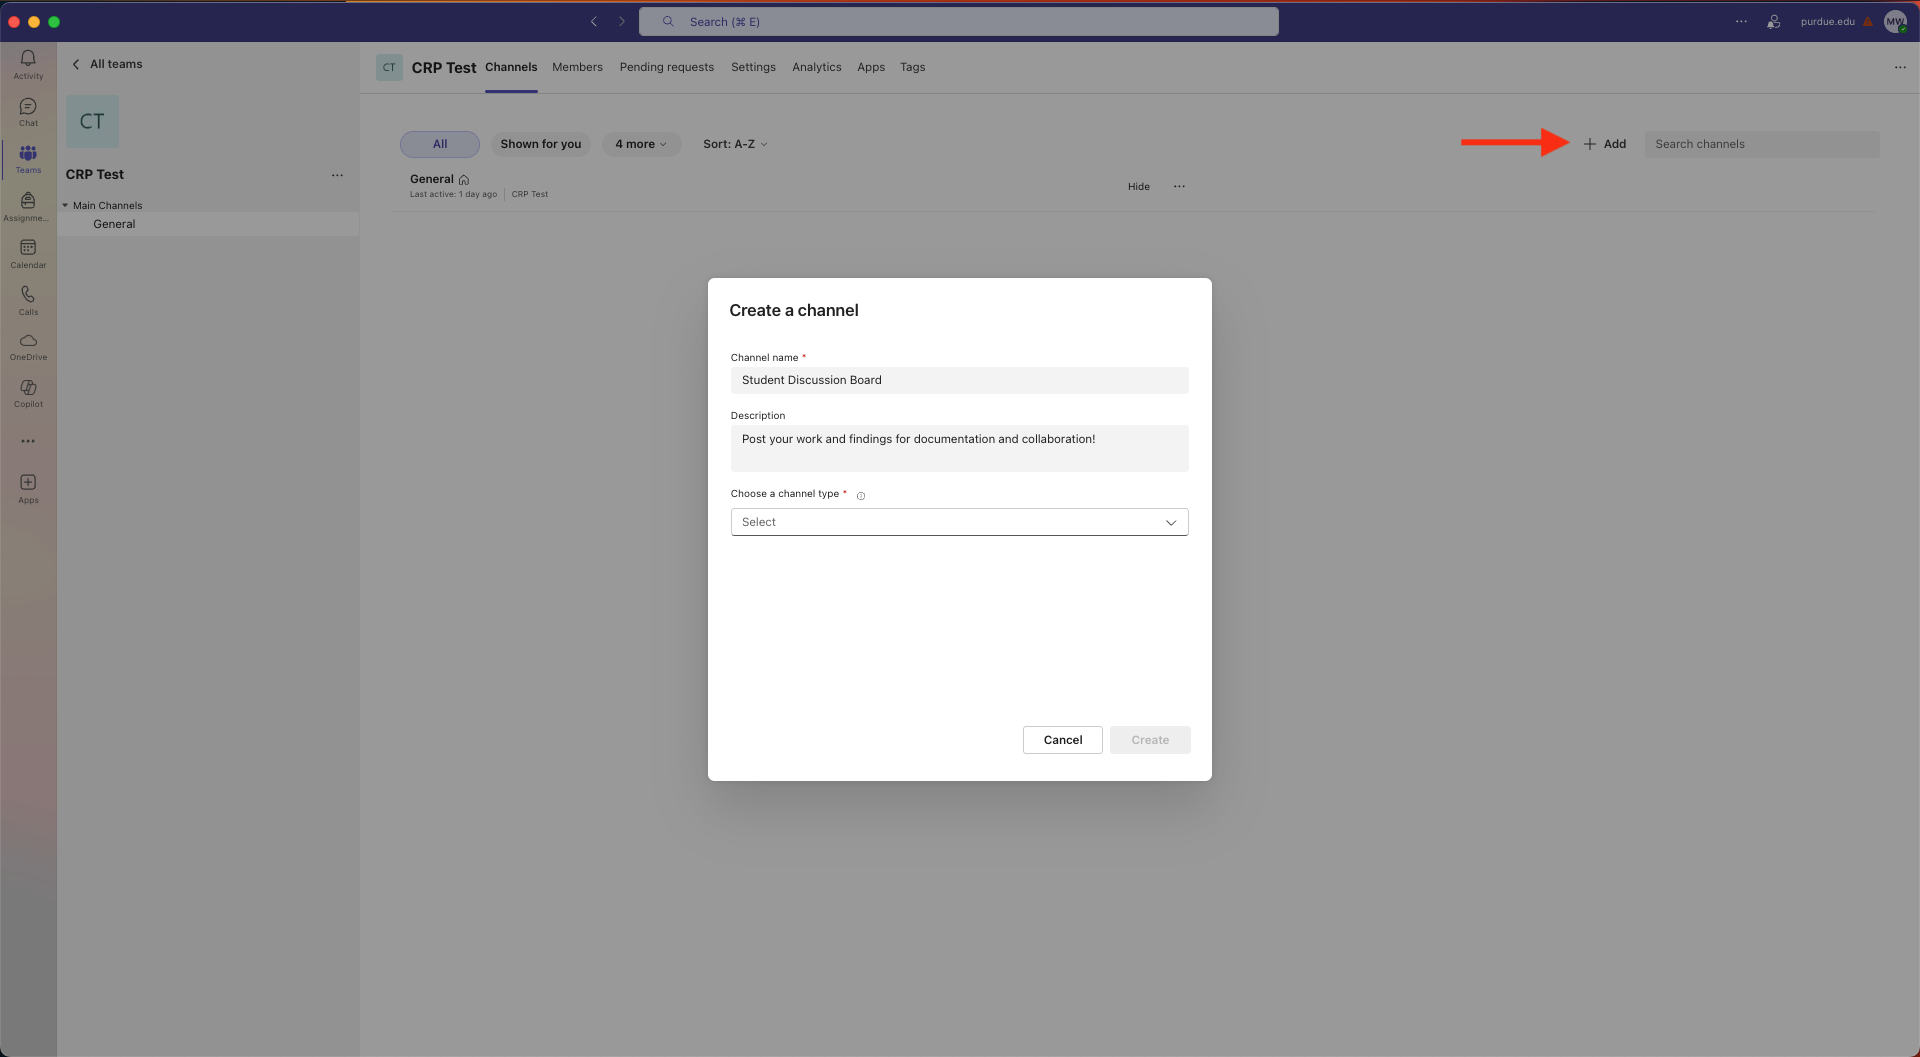 Search (⌘ E)
purdue.edu
MW
Activity
Chat
Teams
Assignme...
Calendar
Calls
OneDrive
Copilot
Apps
All teams
CT
CRP Test
Main Channels
General
CT
CRP Test
Channels
Members
Pending requests
Settings
Analytics
Apps
Tags
All
Shown for you
4 more
Sort: A-Z
Add
Search channels
General
Last active: 1 day ago
CRP Test
Hide
Create a channel
Channel name *
Student Discussion Board
Description
Post your work and findings for documentation and collaboration!
Choose a channel type *
Select
Cancel
Create